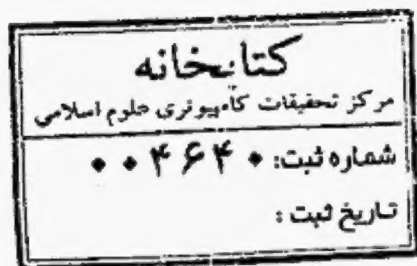 کتابخانه
مرکز تحقیقات کامپیوتری علوم اسلامی
شماره ثبت: ۰۰۴۶۴۰
تاریخ ثبت :